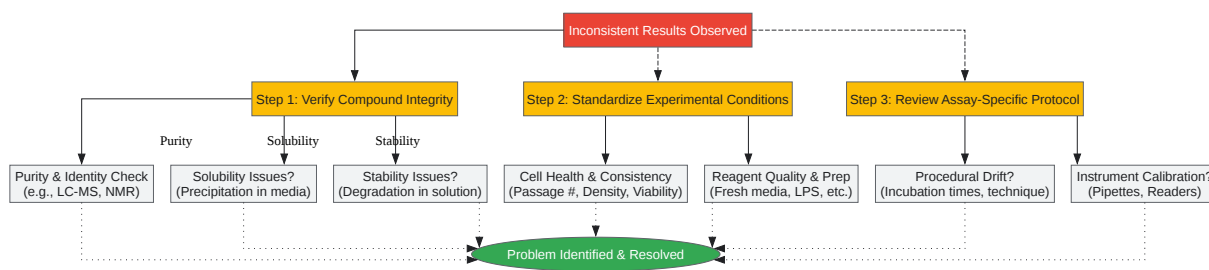 Inconsistent Results Observed
Step 1: Verify Compound Integrity
Step 2: Standardize Experimental Conditions
Step 3: Review Assay-Specific Protocol
Purity
Solubility
Stability
Purity & Identity Check
(e.g., LC-MS, NMR)
Solubility Issues?
(Precipitation in media)
Stability Issues?
(Degradation in solution)
Cell Health & Consistency
(Passage #, Density, Viability)
Reagent Quality & Prep
(Fresh media, LPS, etc.)
Procedural Drift?
(Incubation times, technique)
Instrument Calibration?
(Pipettes, Readers)
Problem Identified & Resolved